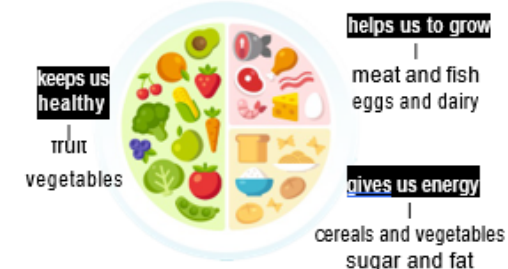 helps us to grow
meat and fish
eggs and dairy
keeps us
healthy
fruit
vegetables
gives us energy
cereals and vegetables
sugar and fat